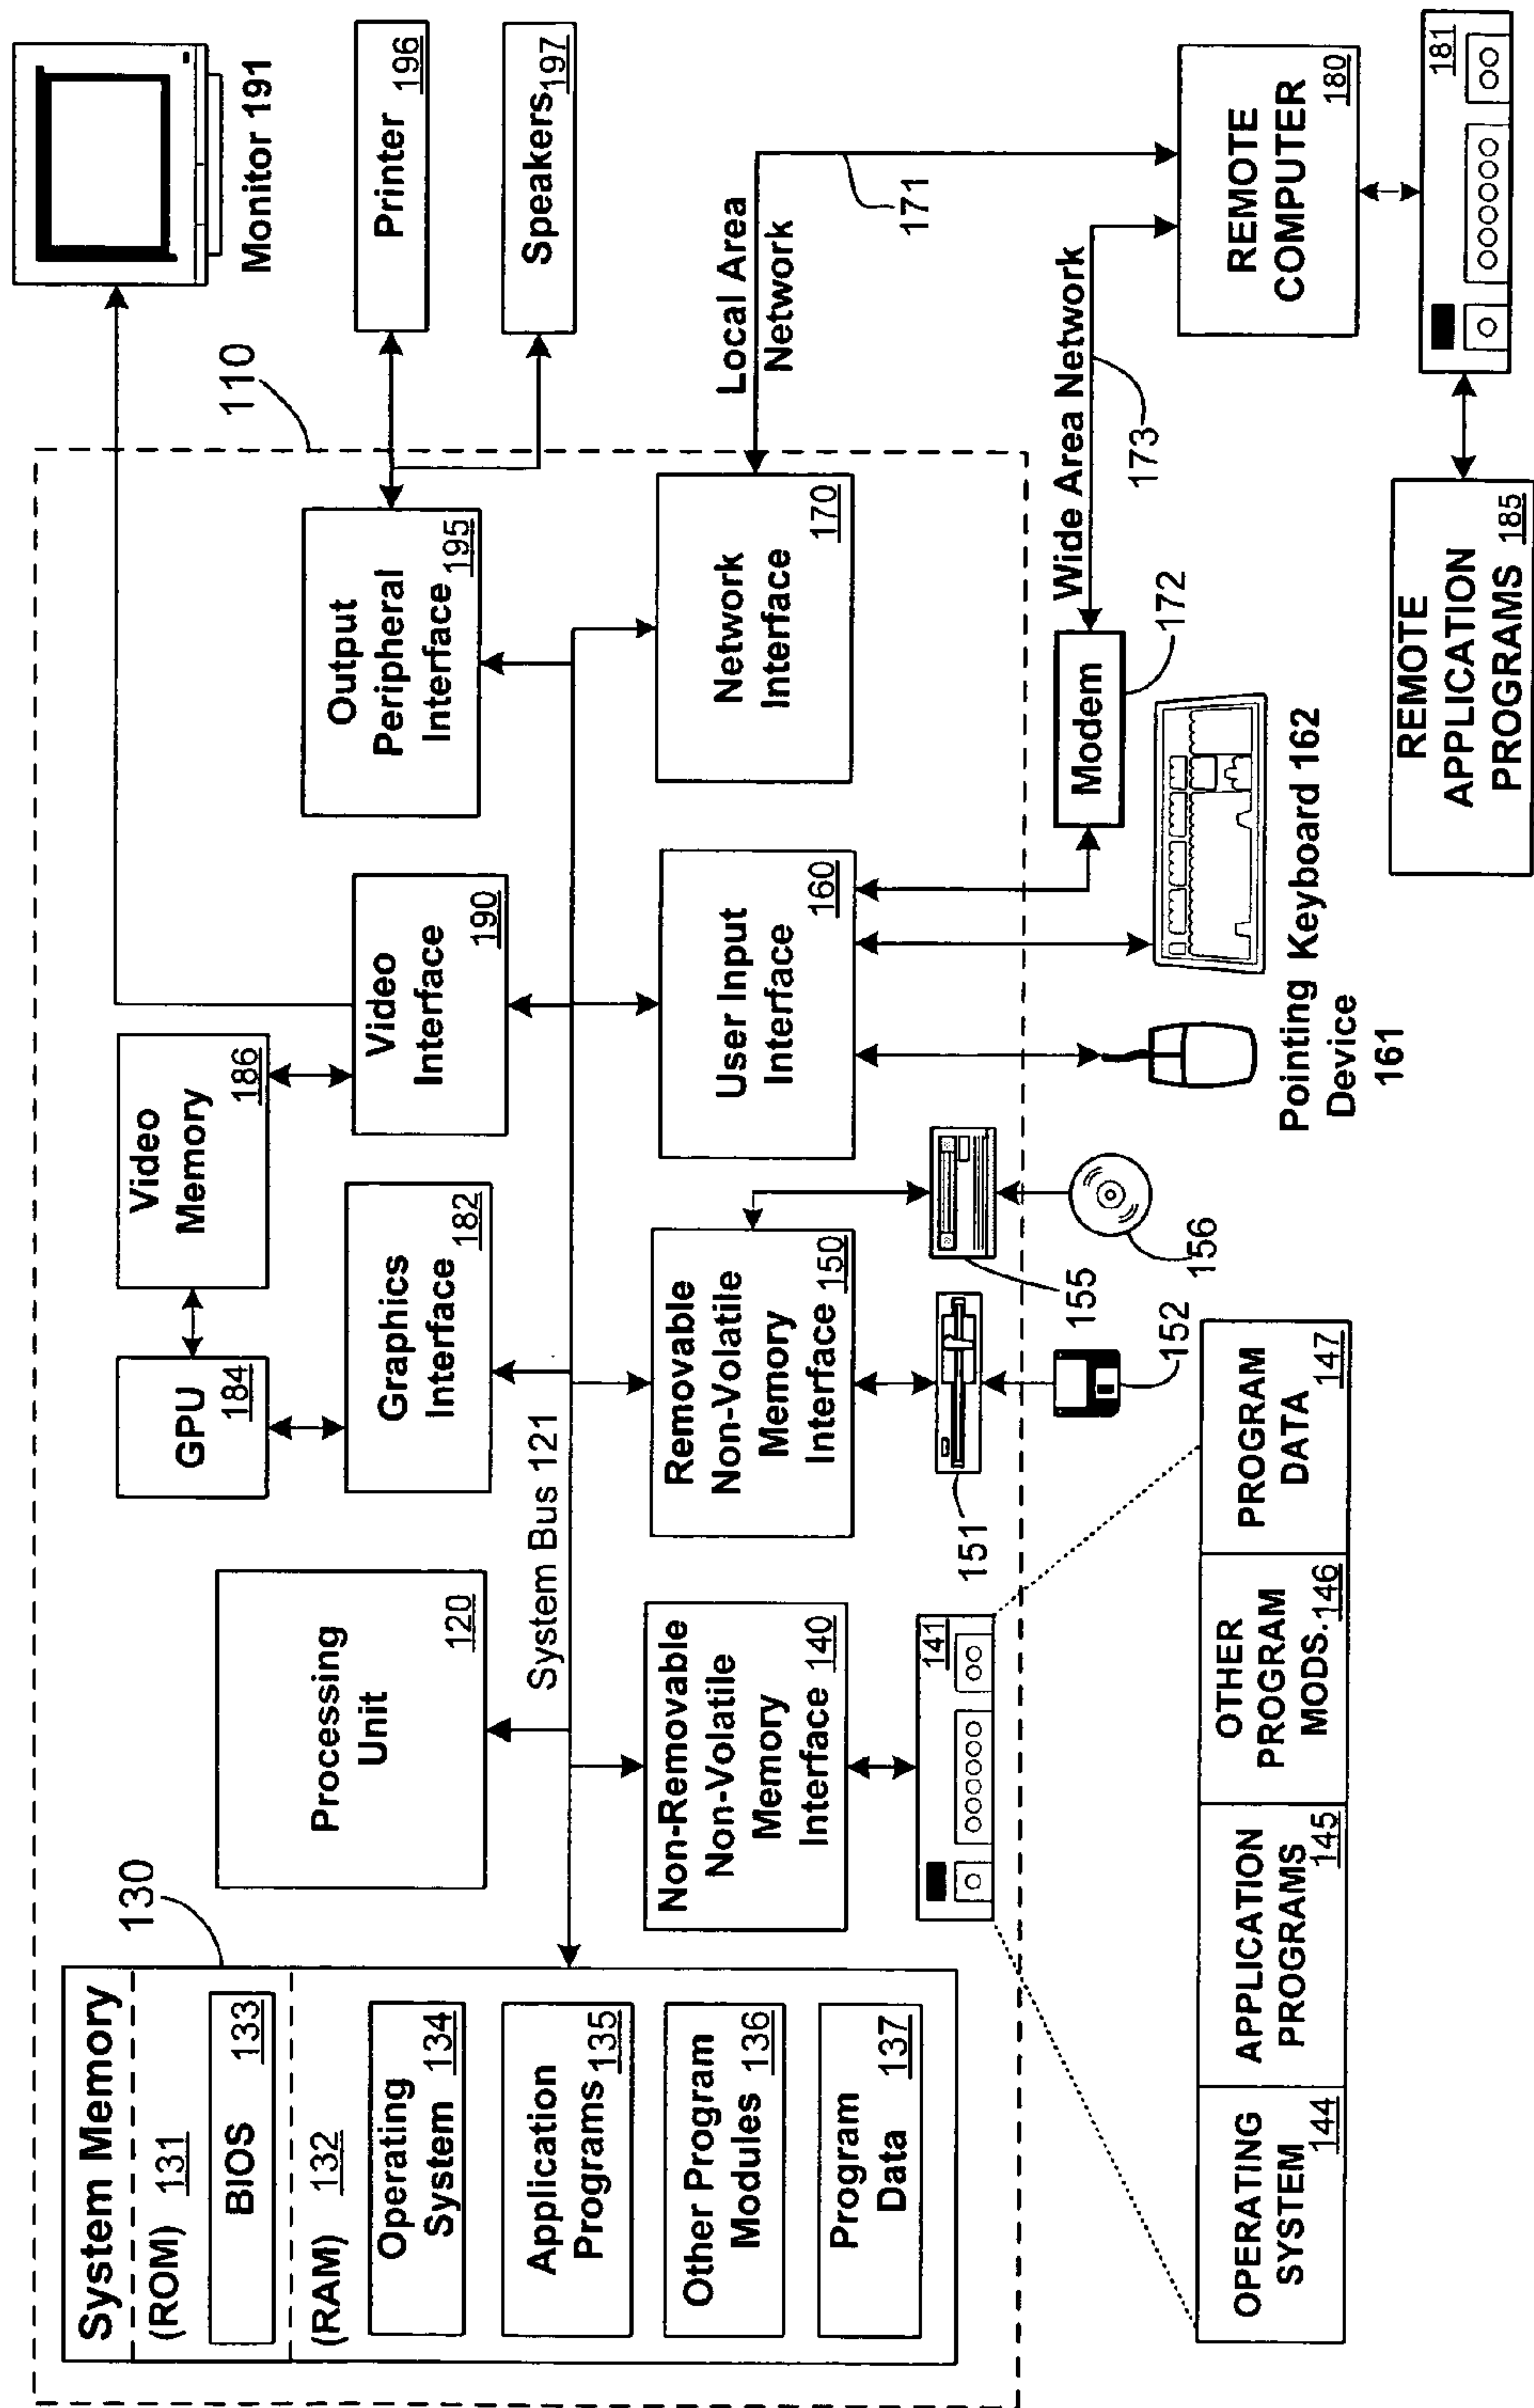 System Memory
(ROM) 131
BIOS 133
(RAM) 132
Operating
System 134
Application
Programs 135
Other Program
Modules 136
Program
Data 137
130
Processing
Unit
120
System Bus 121
GPU
184
Video
Memory
186
Graphics
Interface
182
Video
Interface
190
Output
Peripheral
Interface 195
110
Monitor 191
Printer
196
Speakers
197
Non-Removable
Non-Volatile
Memory
Interface 140
Removable
Non-Volatile
Memory
Interface 150
User Input
Interface
160
Network
Interface
170
Local Area
Network
171
Wide Area Network
173
Modem
172
141
151
152
155
156
Pointing
Device
161
Keyboard 162
REMOTE
COMPUTER
180
181
REMOTE
APPLICATION
PROGRAMS 185
OPERATING
SYSTEM
144
APPLICATION
PROGRAMS
145
OTHER
PROGRAM
MODS.
146
PROGRAM
DATA
147